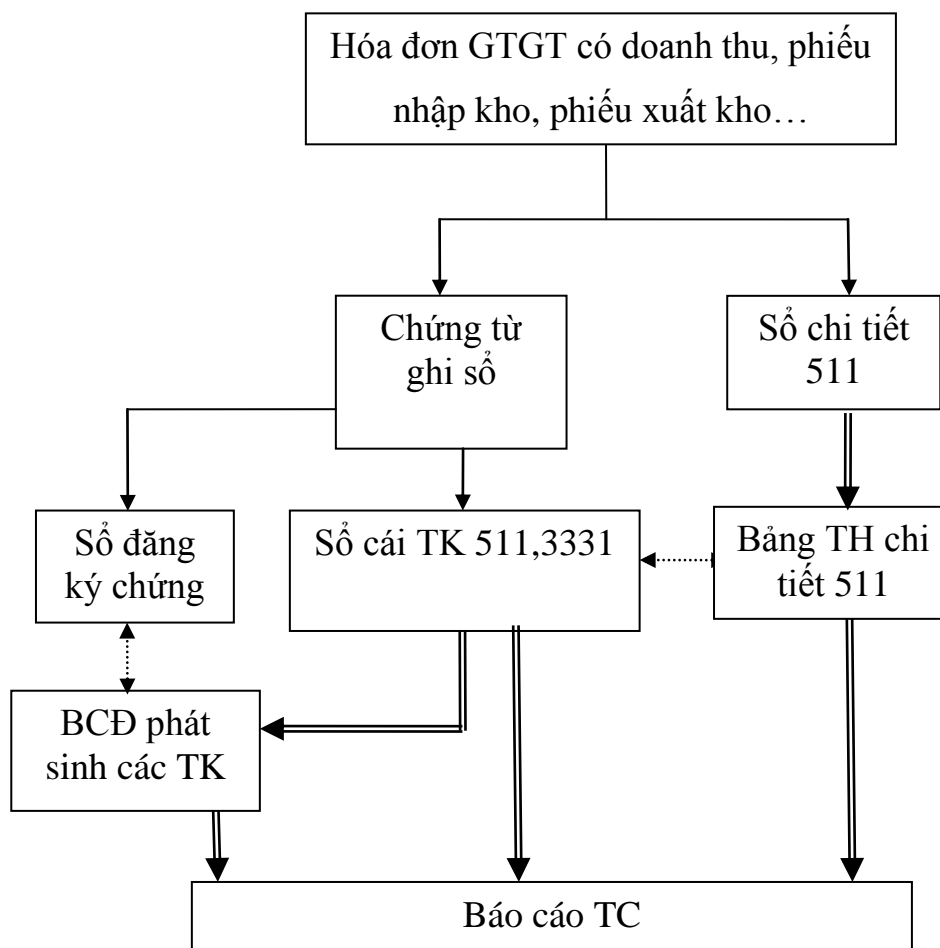 Hóa đơn GTGT có doanh thu, phiếu
nhập kho, phiếu xuất kho…
Chứng từ
ghi sổ
Sổ chi tiết
511
Sổ đăng
ký chứng
Sổ cái TK 511,3331
Bảng TH chi
tiết 511
BCĐ phát
sinh các TK
Báo cáo TC